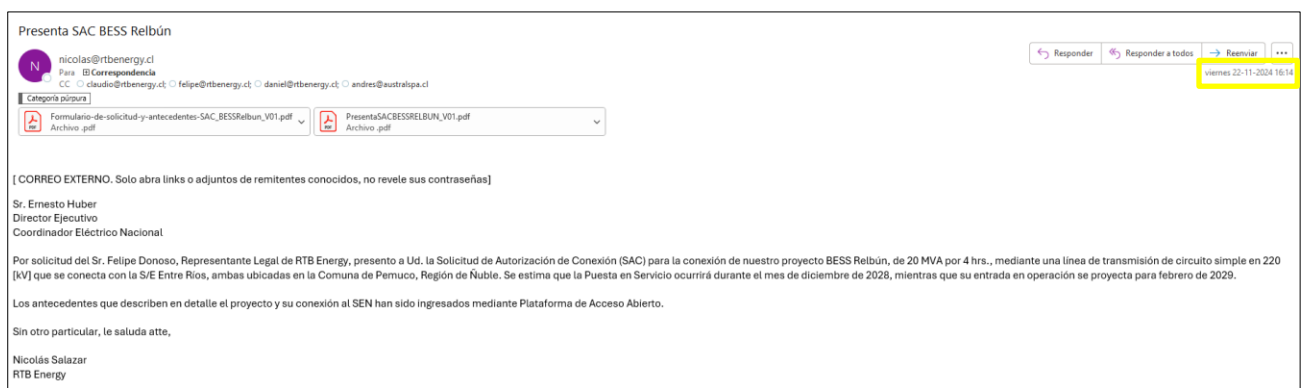 Presenta SAC BESS Relbún
N
nicolas@rtbenergy.cl
Para Correspondencia
CC claudio@rtbenergy.cl; felipe@rtbenergy.cl; daniel@rtbenergy.cl; andres@australspa.cl
Responder Responder a todos Reenviar ...
viernes 22-11-2024 16:14
Categoría púrpura
Formulario-de-solicitud-y-antecedentes-SAC_BESSRelbun_V01.pdf
Archivo .pdf
PresentaSACBESSRELBUN_V01.pdf
Archivo .pdf
[ CORREO EXTERNO. Solo abra links o adjuntos de remitentes conocidos, no revele sus contraseñas]
Sr. Ernesto Huber
Director Ejecutivo
Coordinador Eléctrico Nacional
Por solicitud del Sr. Felipe Donoso, Representante Legal de RTB Energy, presento a Ud. la Solicitud de Autorización de Conexión (SAC) para la conexión de nuestro proyecto BESS Relbún, de 20 MVA por 4 hrs., mediante una línea de transmisión de circuito simple en 220
[kV] que se conecta con la S/E Entre Ríos, ambas ubicadas en la Comuna de Pemuco, Región de Ñuble. Se estima que la Puesta en Servicio ocurrirá durante el mes de diciembre de 2028, mientras que su entrada en operación se proyecta para febrero de 2029.
Los antecedentes que describen en detalle el proyecto y su conexión al SEN han sido ingresados mediante Plataforma de Acceso Abierto.
Sin otro particular, le saluda atte,
Nicolás Salazar
RTB Energy